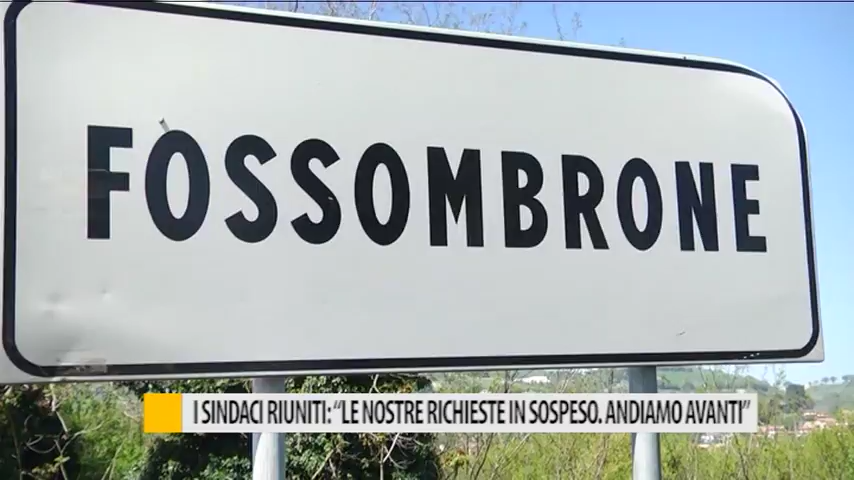 FOSSOMBRONE
I SINDACI RIUNITI: “LE NOSTRE RICHIESTE IN SOSPESO. ANDIAMO AVANTI”